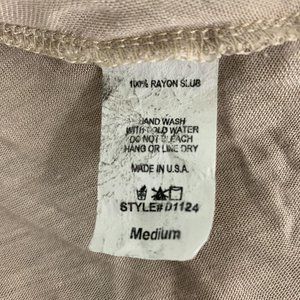 100% RAYON SLUB
HAND WASH
WITH COLD WATER
DO NOT BLEACH
HANG OR LINE DRY
MADE IN U.S.A.
STYLE# D1124
Medium